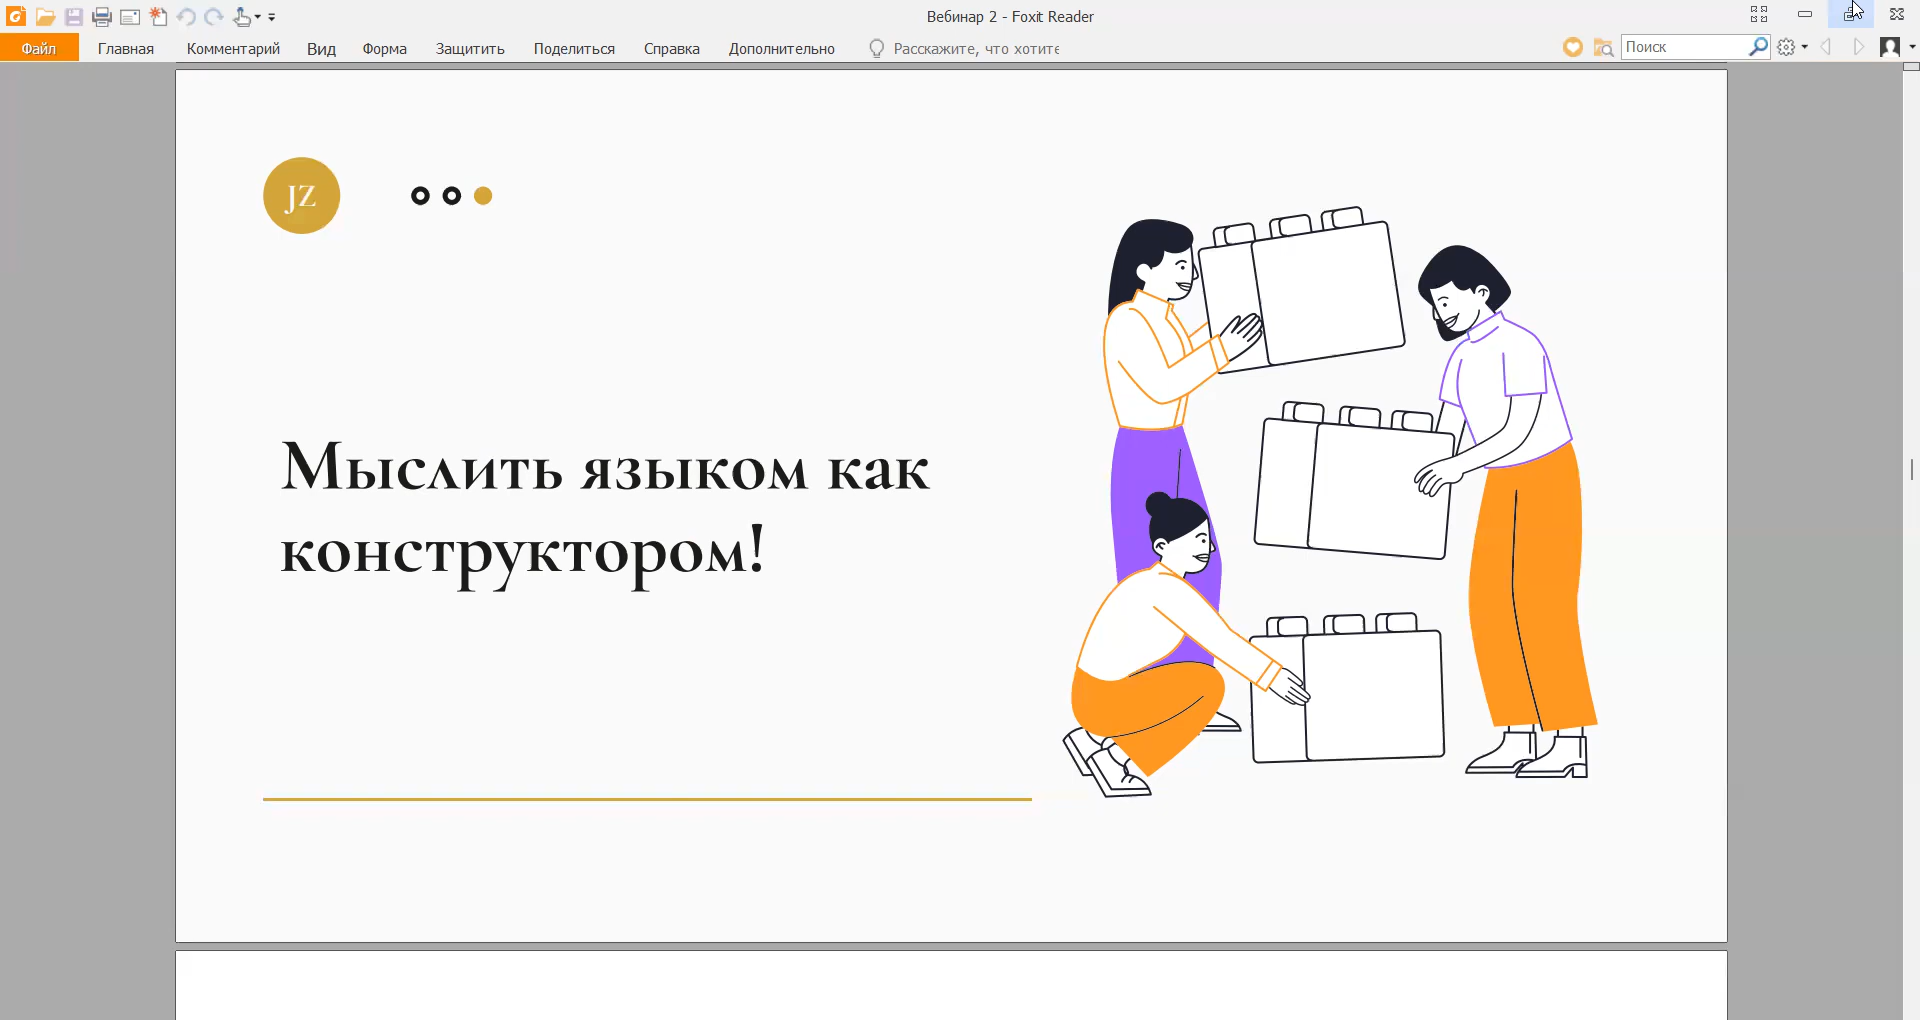 Вебинар 2 - Foxit Reader
Файл
Главная
Комментарий
Вид
Форма
Защитить
Поделиться
Справка
Дополнительно
Расскажите, что хотите
Поиск
JZ
Мыслить языком как
конструктором!